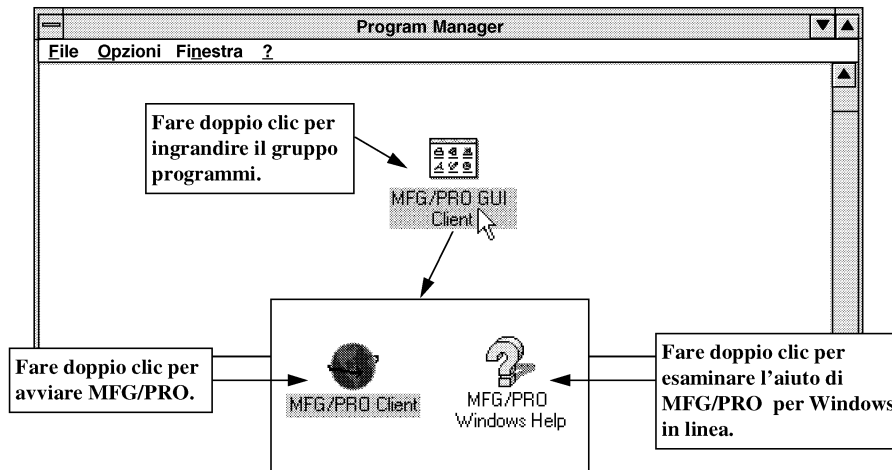 Program Manager
File Opzioni Finestra ?
Fare doppio clic per
ingrandire il gruppo
programmi.
MFG/PRO GUI
Client
Fare doppio clic per
avviare MFG/PRO.
MFG/PRO Client
MFG/PRO
Windows Help
Fare doppio clic per
esaminare l'aiuto di
MFG/PRO per Windows
in linea.